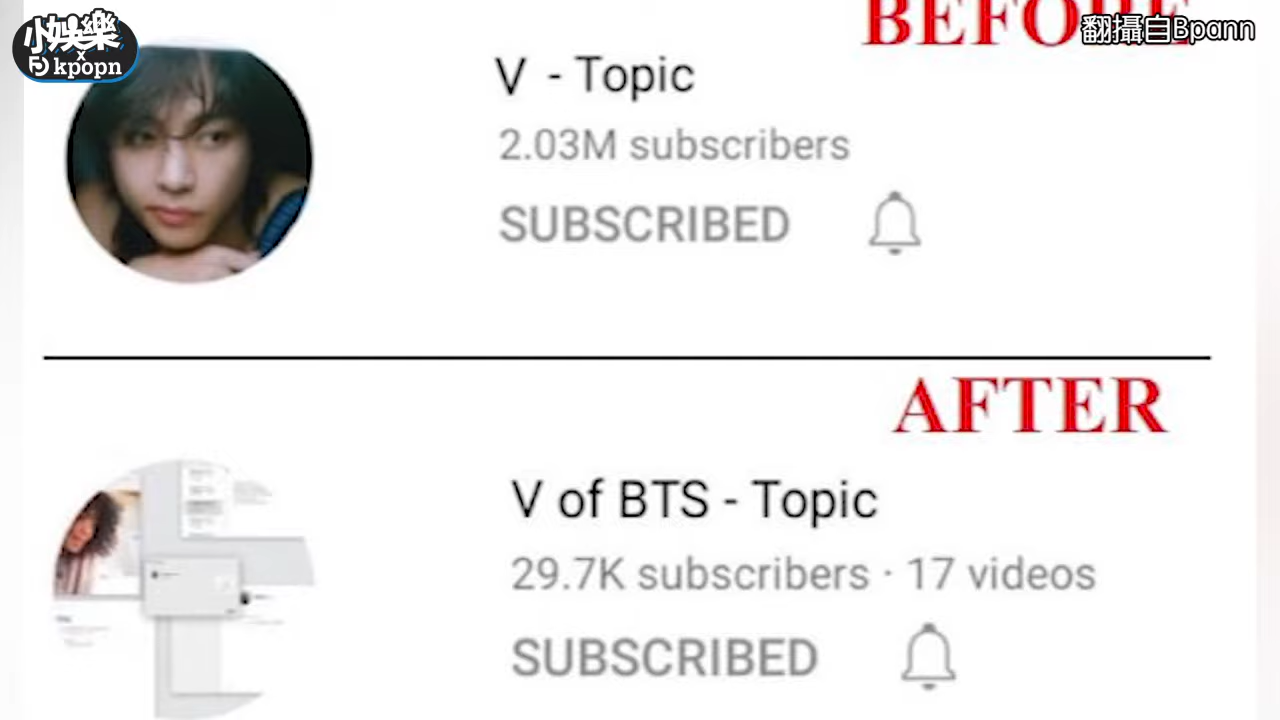 小娛樂
x
kpopn
BEFORE
翻攝自Bpann
V - Topic
2.03M subscribers
SUBSCRIBED
AFTER
V of BTS - Topic
29.7K subscribers · 17 videos
SUBSCRIBED